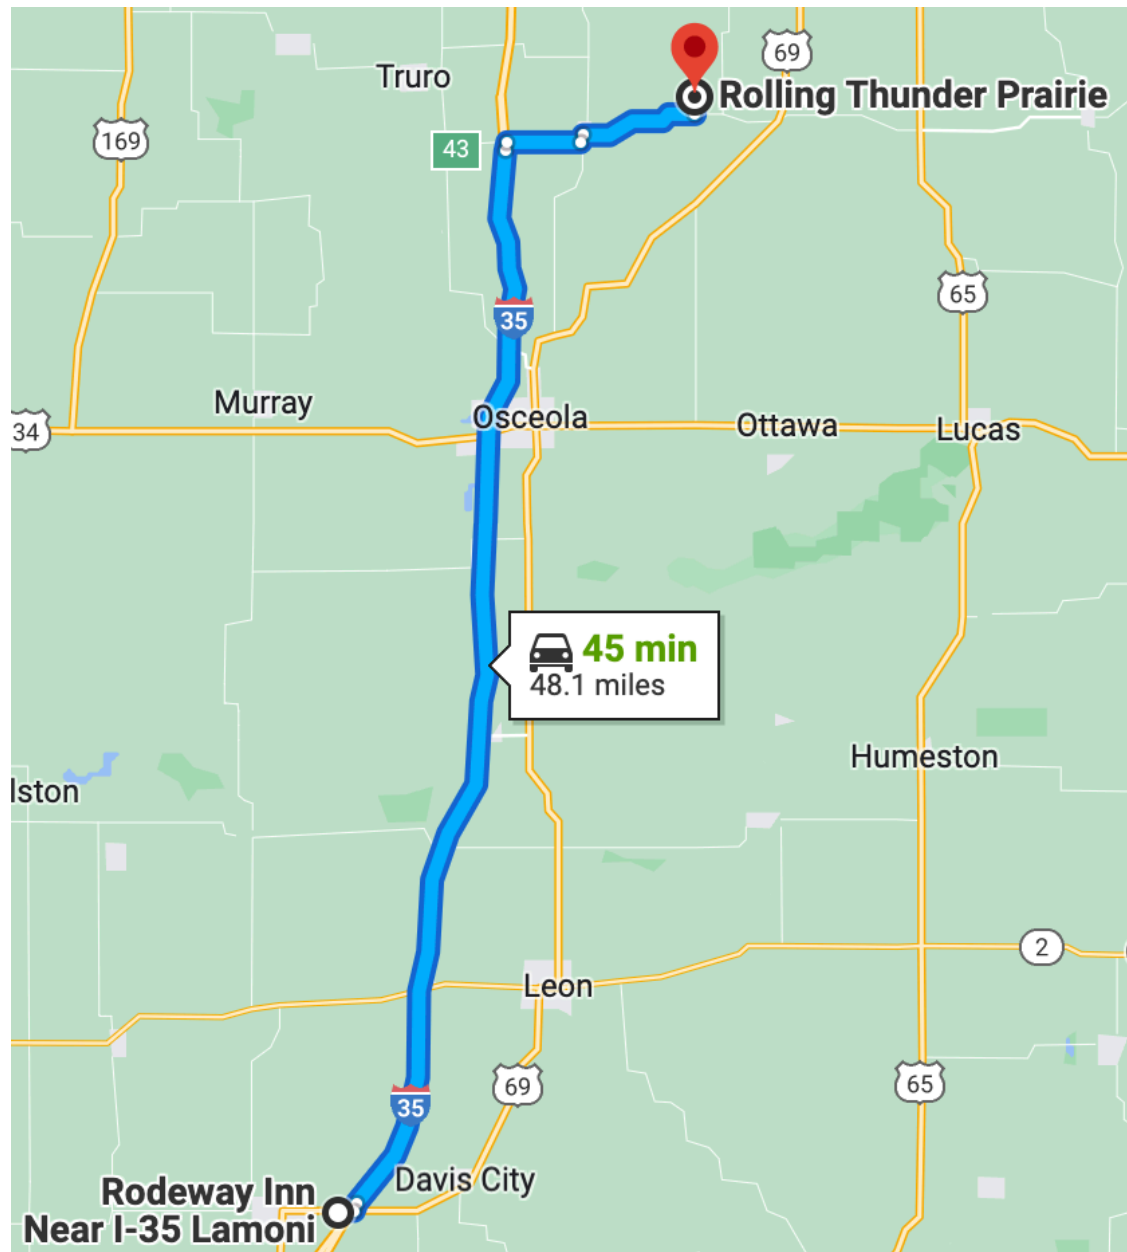 69
Truro
Rolling Thunder Prairie
169
43
65
35
Murray
Osceola
Ottawa
Lucas
34
45 min
48.1 miles
Humeston
lston
2
Leon
69
65
35
Davis City
Rodeway Inn
Near I-35 Lamoni